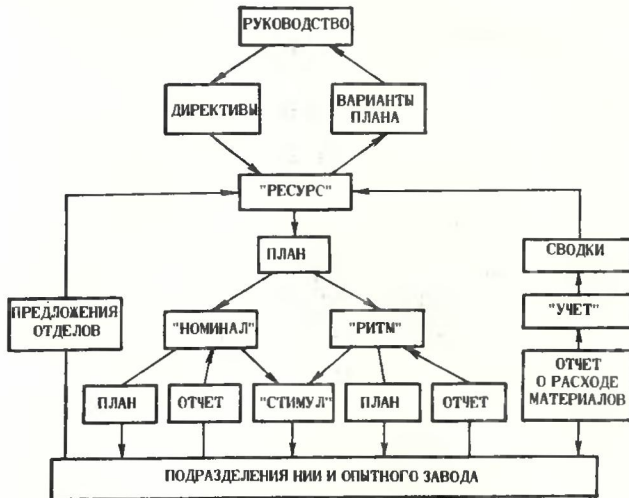 РУКОВОДСТВО
ДИРЕКТИВЫ
ВАРИАНТЫ
ПЛАНА
"РЕСУРС"
ПЛАН
СВОДКИ
ПРЕДЛОЖЕНИЯ
ОТДЕЛОВ
"НОМИНАЛ"
"РИТМ"
"УЧЕТ"
ПЛАН
ОТЧЕТ
"СТИМУЛ"
ПЛАН
ОТЧЕТ
ОТЧЕТ
О РАСХОДЕ
МАТЕРИАЛОВ
ПОДРАЗДЕЛЕНИЯ НИИ И ОПЫТНОГО ЗАВОДА